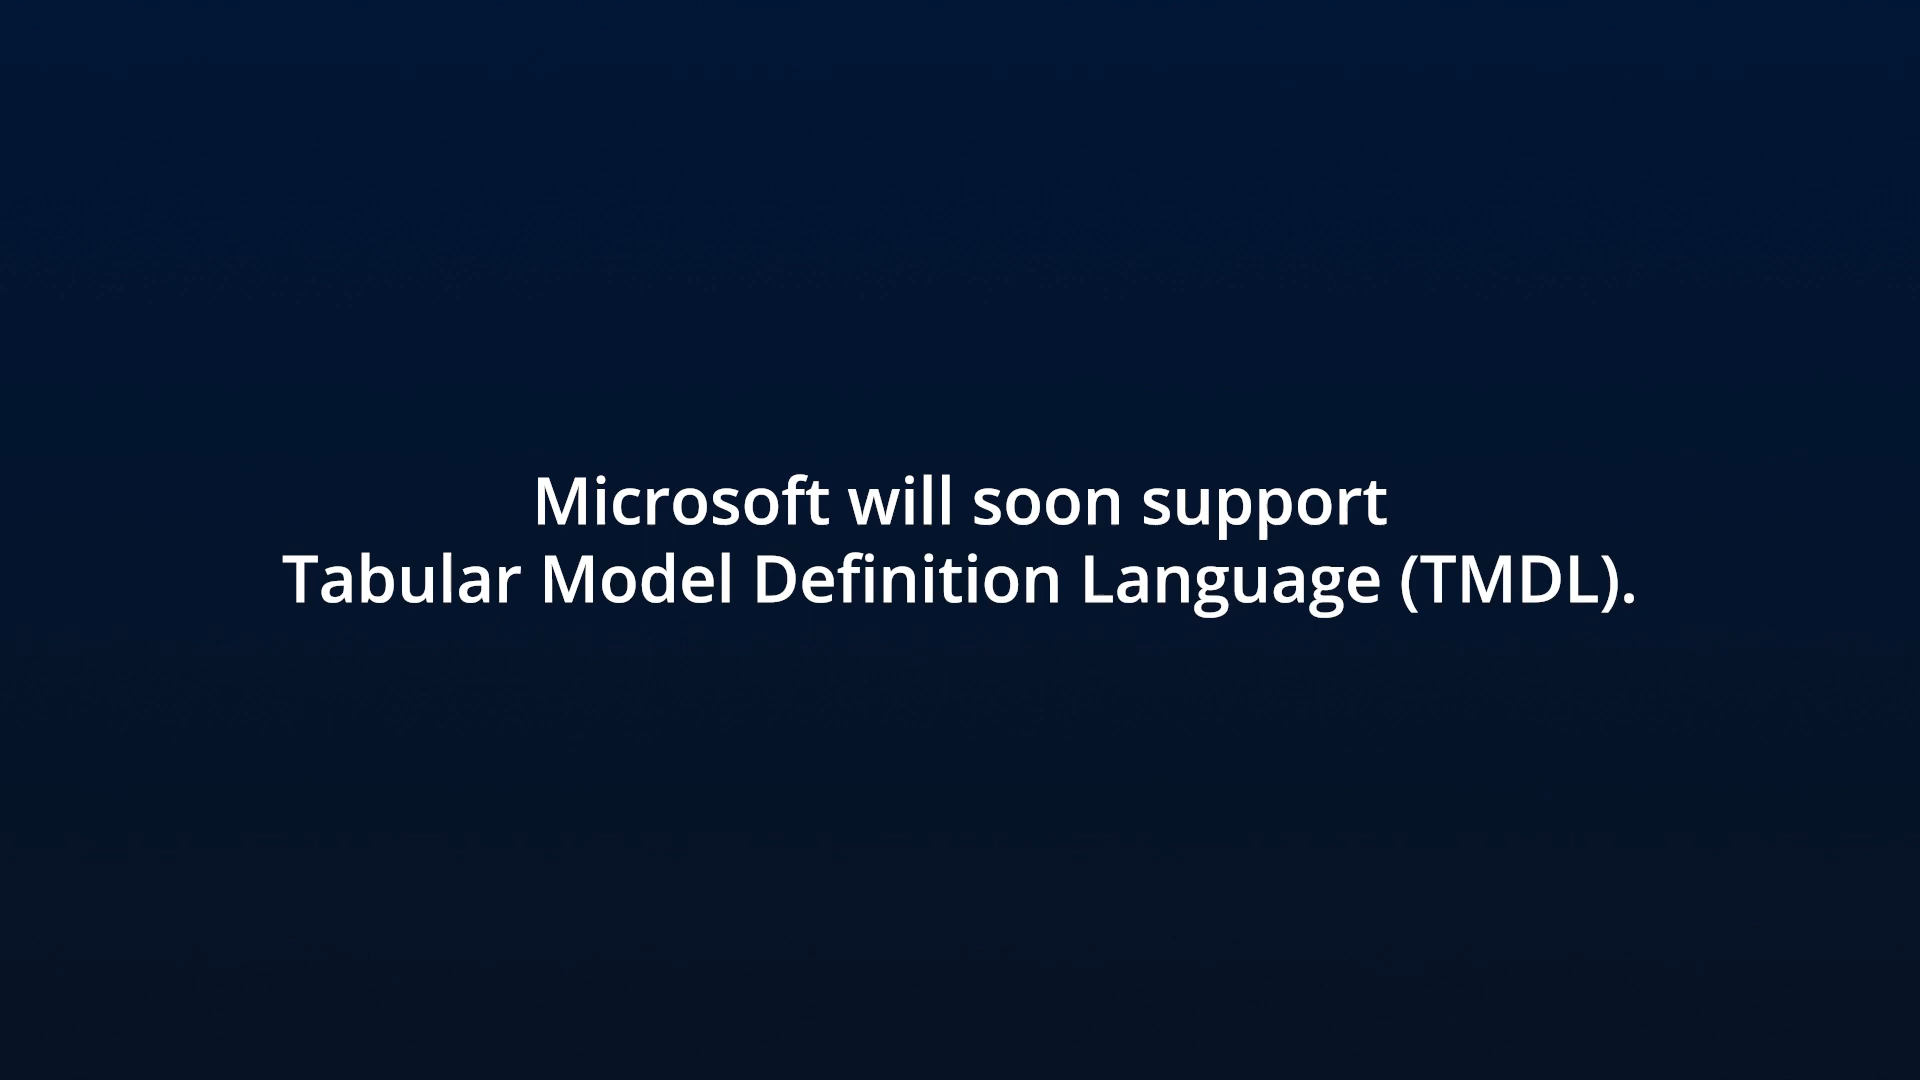 Microsoft will soon support
Tabular Model Definition Language (TMDL).